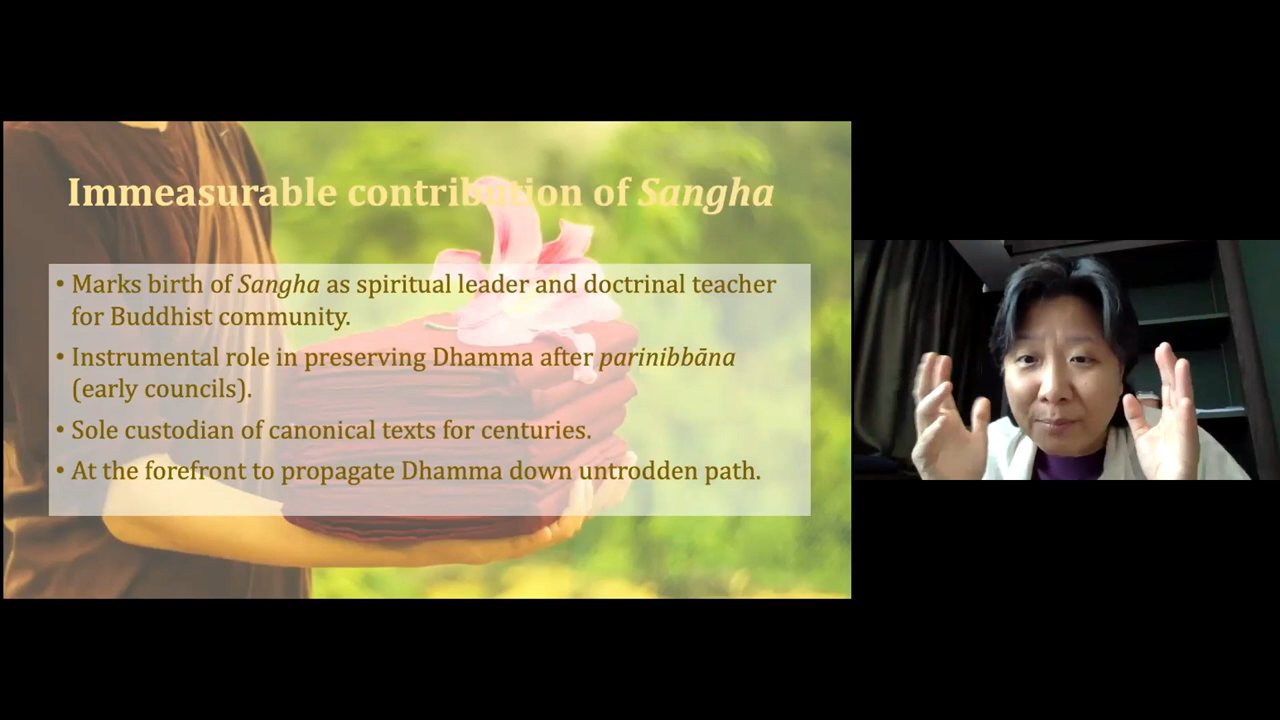 Immeasurable contribution of Sangha
• Marks birth of Sangha as spiritual leader and doctrinal teacher
for Buddhist community.
• Instrumental role in preserving Dhamma after parinibbāna
(early councils).
• Sole custodian of canonical texts for centuries.
• At the forefront to propagate Dhamma down untrodden path.